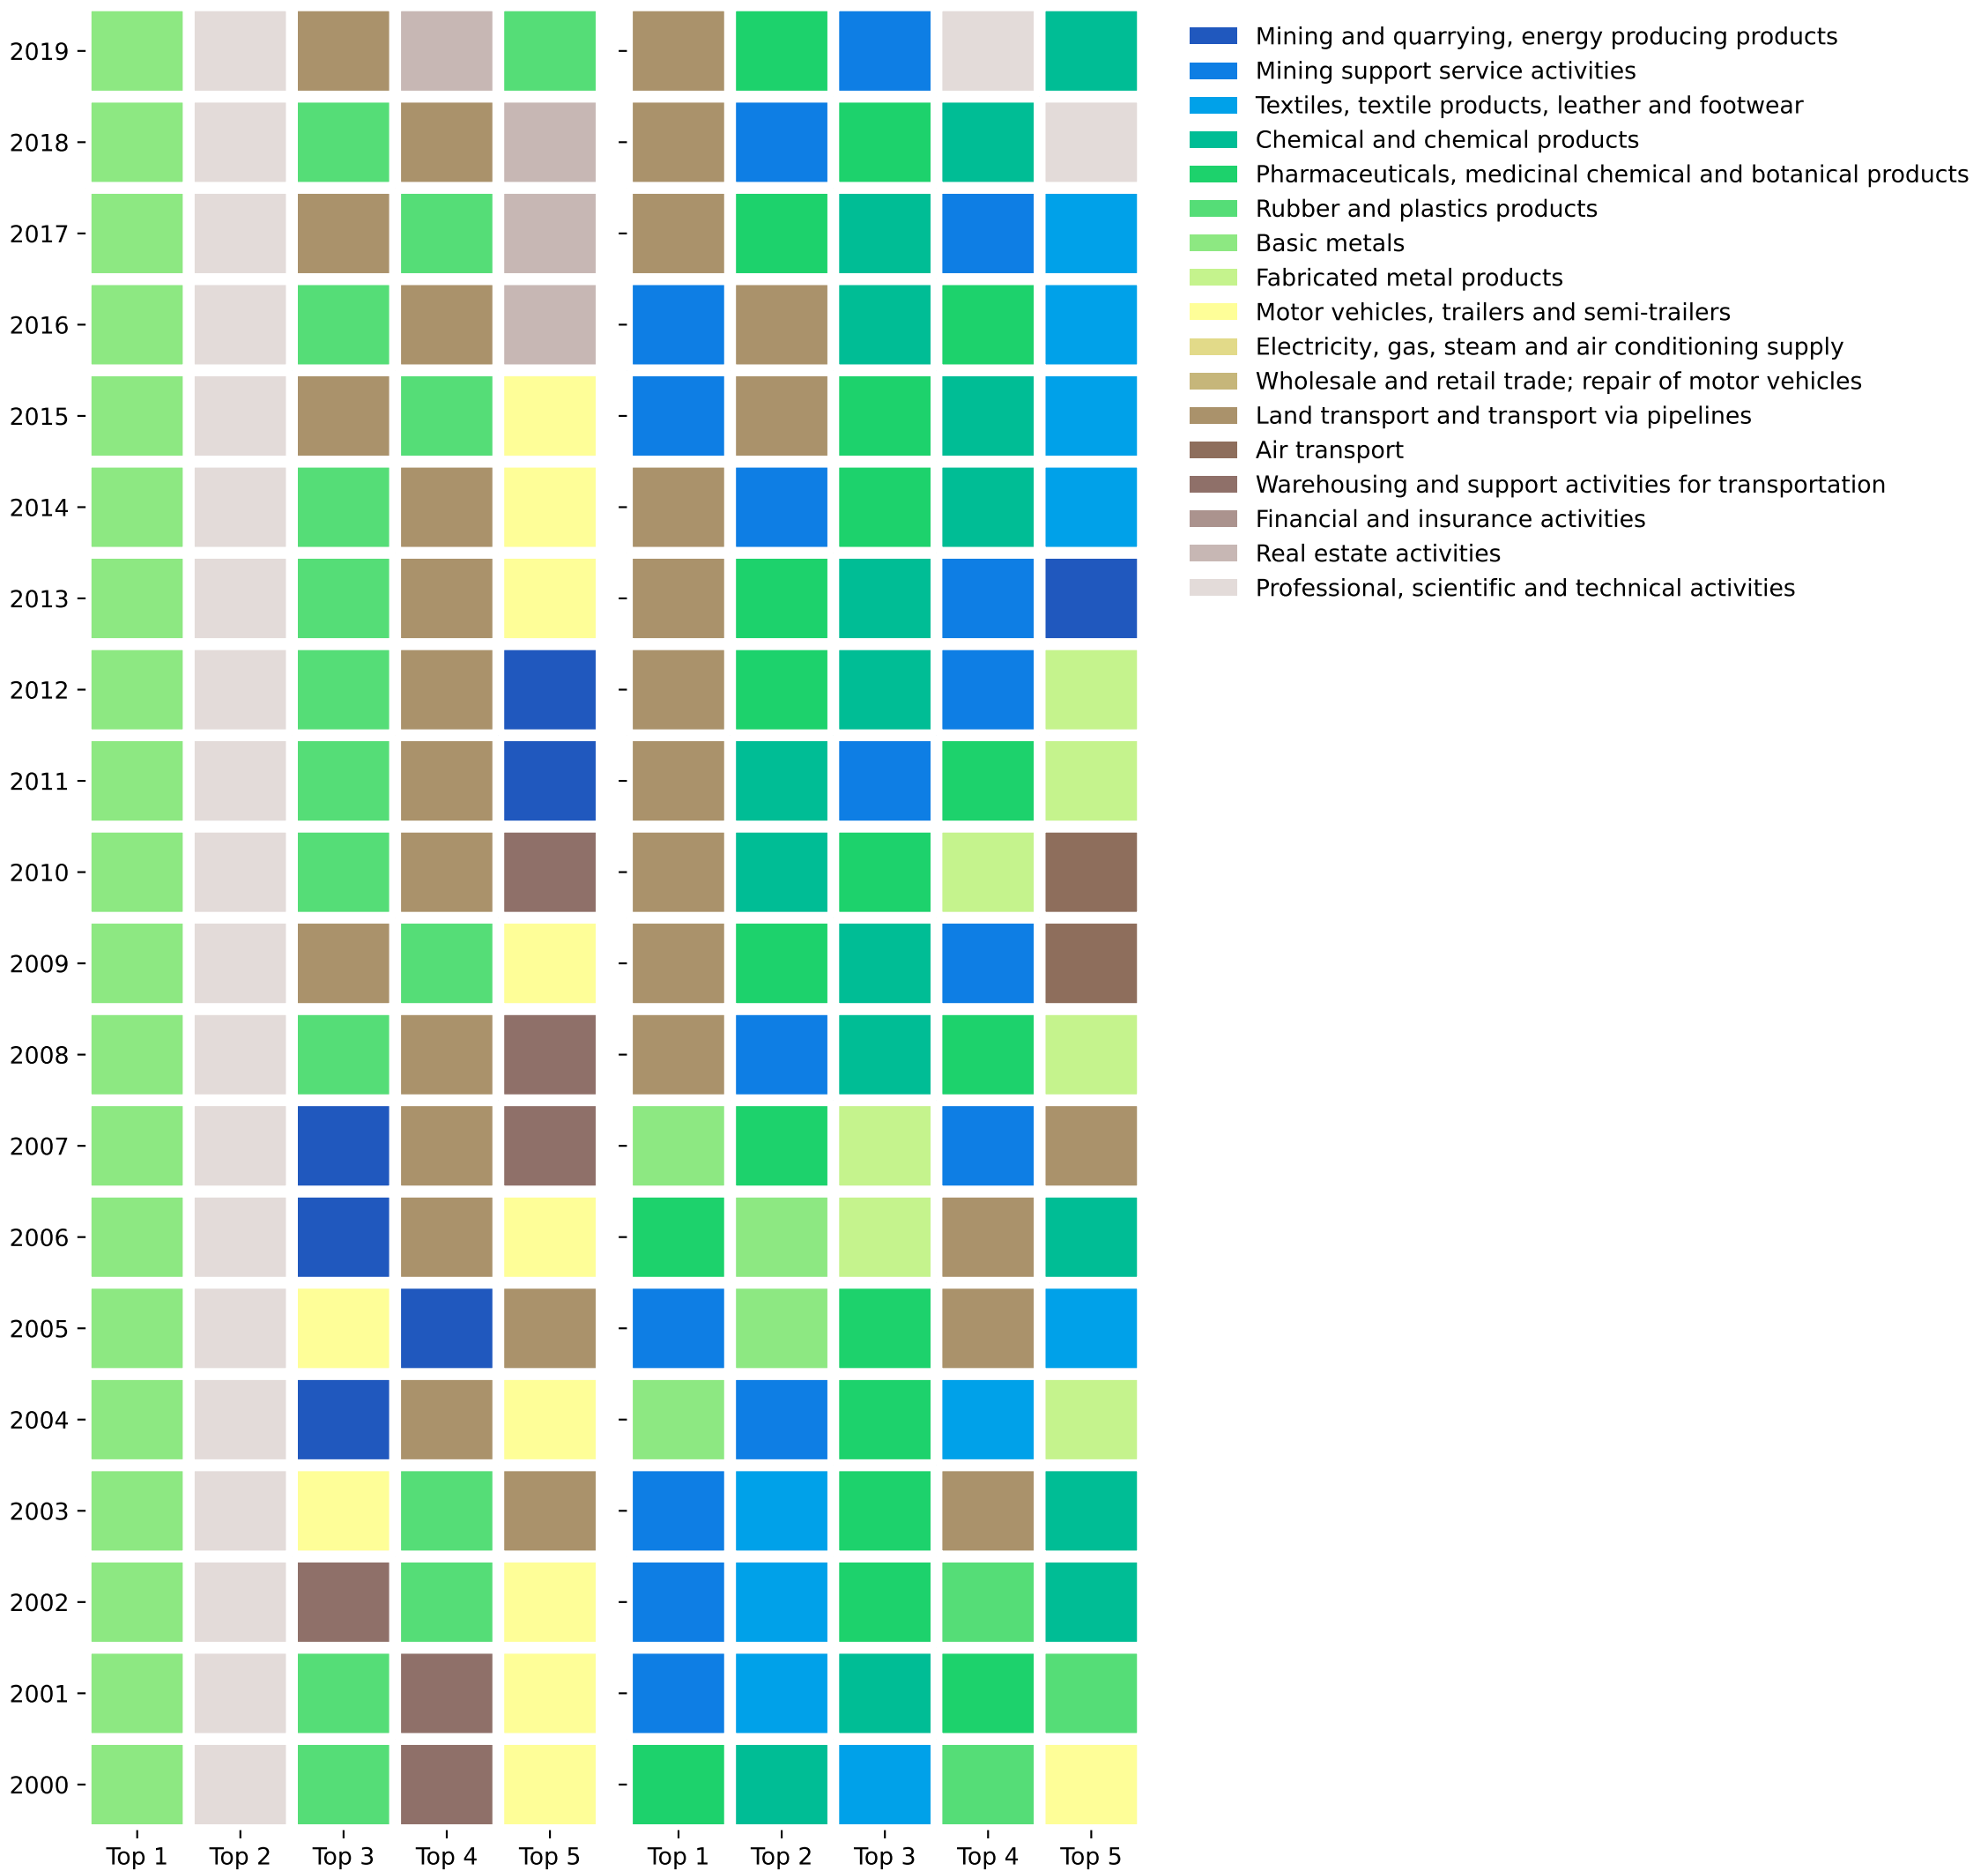 2019
2018
2017
2016
2015
2014
2013
2012
2011
2010
2009
2008
2007
2006
2005
2004
2003
2002
2001
2000
Top 1 Top 2 Top 3 Top 4 Top 5 Top 1 Top 2 Top 3 Top 4 Top 5
Mining and quarrying, energy producing products
Mining support service activities
Textiles, textile products, leather and footwear
Chemical and chemical products
Pharmaceuticals, medicinal chemical and botanical products
Rubber and plastics products
Basic metals
Fabricated metal products
Motor vehicles, trailers and semi-trailers
Electricity, gas, steam and air conditioning supply
Wholesale and retail trade; repair of motor vehicles
Land transport and transport via pipelines
Air transport
Warehousing and support activities for transportation
Financial and insurance activities
Real estate activities
Professional, scientific and technical activities